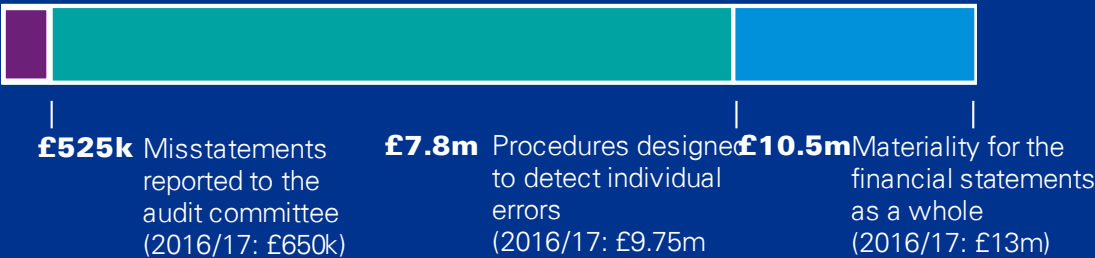 £525k Misstatements
reported to the
audit committee
(2016/17: £650k)
£7.8m Procedures designed
to detect individual
errors
(2016/17: £9.75m
£10.5m Materiality for the
financial statements
as a whole
(2016/17: £13m)